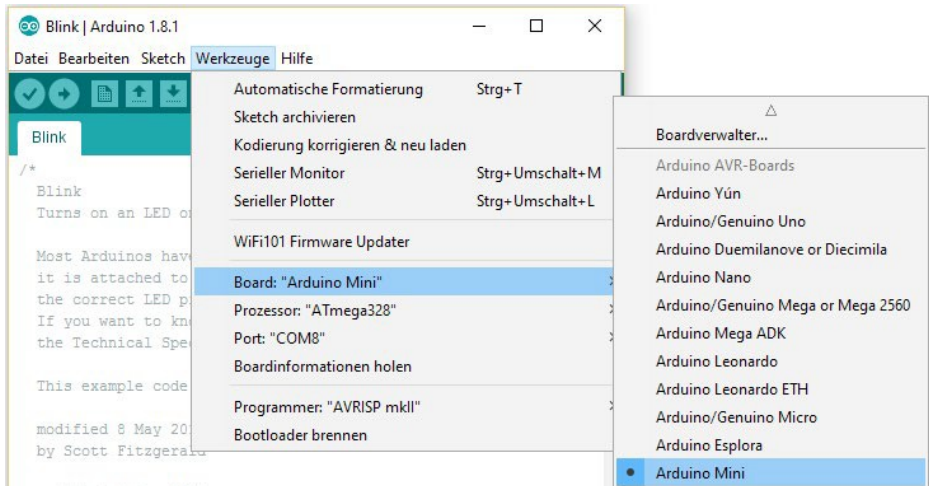 Blink | Arduino 1.8.1
Datei Bearbeiten Sketch Werkzeuge Hilfe
Blink
/*
Blink
Turns on an LED
Most Arduinos
it is attached to
the correct LED
If you want to
the Technical
This example code
modified 8 May
by Scott Fitzgerald
Automatische Formatierung Strg+T
Sketch archivieren
Kodierung korrigieren & neu laden
Serieller Monitor Strg+Umschalt+M
Serieller Plotter Strg+Umschalt+L
WiFi101 Firmware Updater
Board: "Arduino Mini"
Prozessor: "ATmega328"
Port: "COM8"
Boardinformationen holen
Programmer: "AVRISP mkII"
Bootloader brennen
Boardverwalter...
Arduino AVR-Boards
Arduino Yún
Arduino/Genuino Uno
Arduino Duemilanove or Diecimila
Arduino Nano
Arduino/Genuino Mega or Mega 2560
Arduino Mega ADK
Arduino Leonardo
Arduino Leonardo ETH
Arduino/Genuino Micro
Arduino Esplora
Arduino Mini